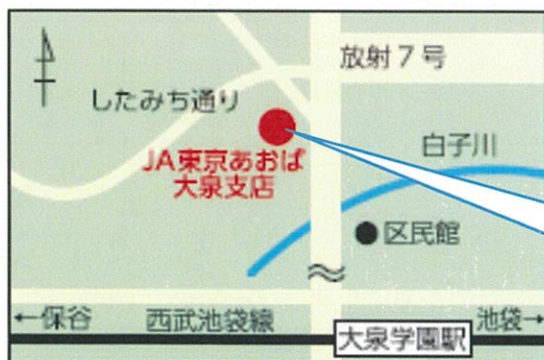 放射7号
したみち通り
JA東京あおば
大泉支店
白子川
区民館
←保谷
西武池袋線
池袋→
大泉学園駅